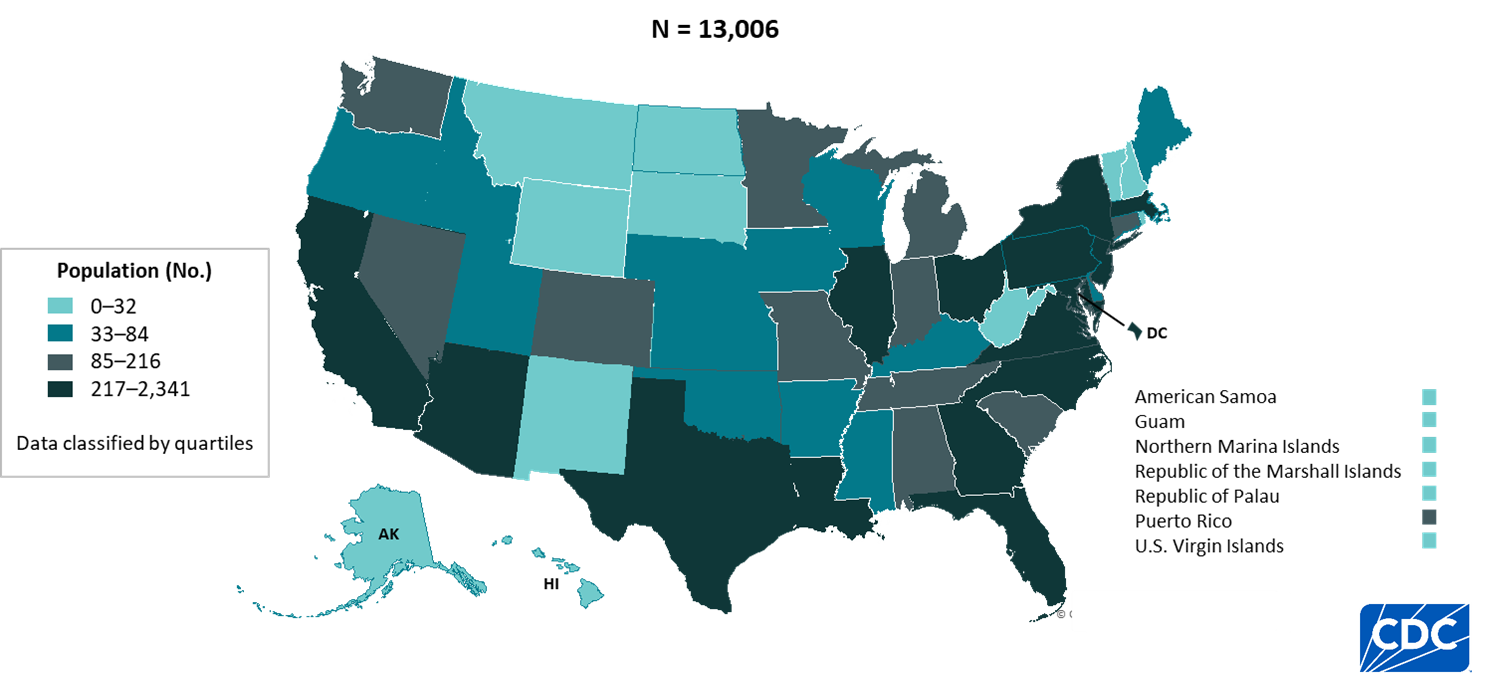 N = 13,006
Population (No.)
0–32
33–84
85–216
217–2,341
Data classified by quartiles
DC
American Samoa
Guam
Northern Marina Islands
Republic of the Marshall Islands
Republic of Palau
Puerto Rico
U.S. Virgin Islands
AK
HI
©
CDC